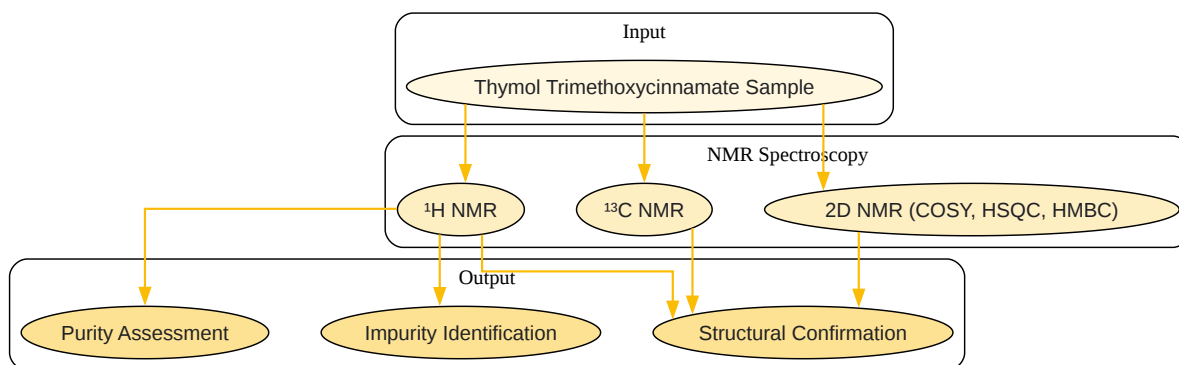 Input
Thymol Trimethoxycinnamate Sample
NMR Spectroscopy
¹H NMR
¹³C NMR
2D NMR (COSY, HSQC, HMBC)
Output
Purity Assessment
Impurity Identification
Structural Confirmation